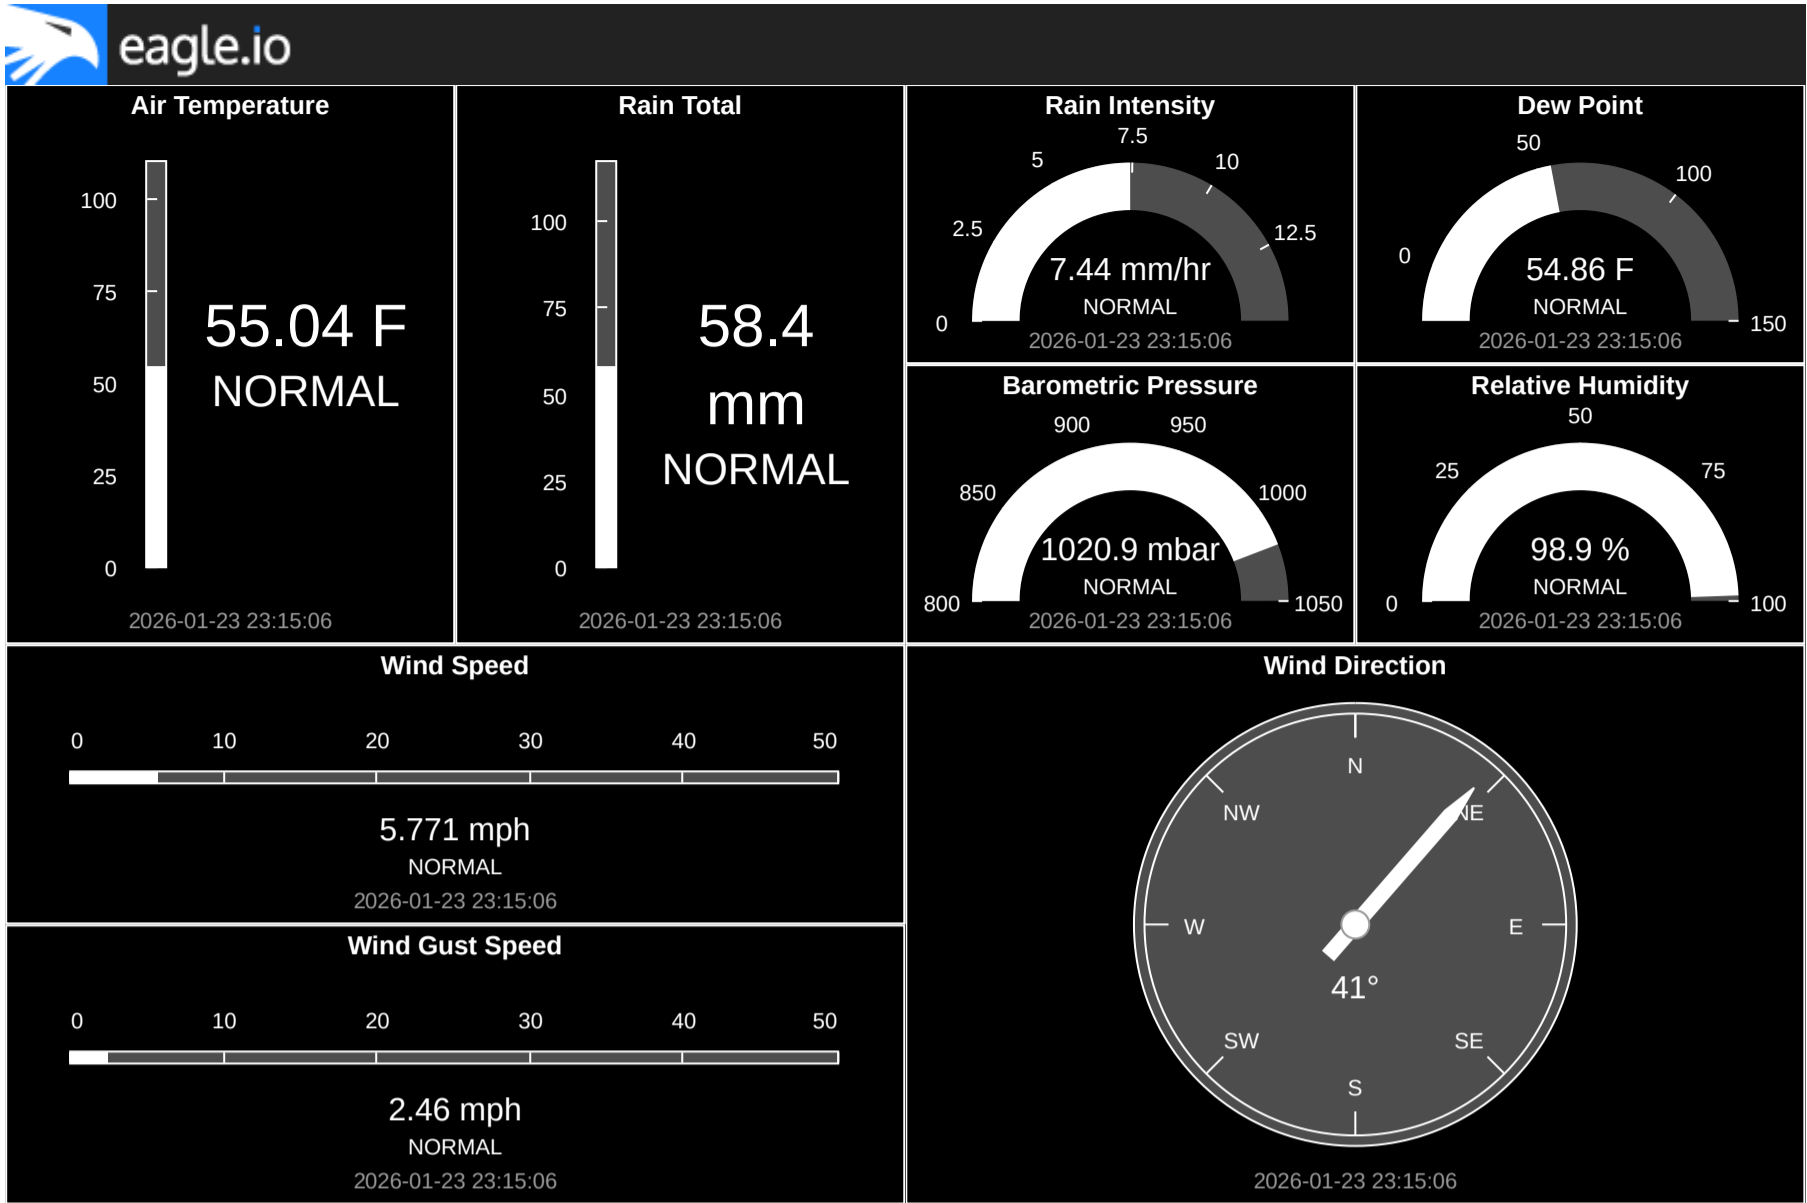 eagle.io
Air Temperature
100
75
50
25
0
55.04 F
NORMAL
2026-01-23 23:15:06
Rain Total
100
75
50
25
0
58.4
mm
NORMAL
2026-01-23 23:15:06
Rain Intensity
0
2.5
5
7.5
10
12.5
7.44 mm/hr
NORMAL
2026-01-23 23:15:06
Dew Point
0
50
100
150
54.86 F
NORMAL
2026-01-23 23:15:06
Barometric Pressure
800
850
900
950
1000
1050
1020.9 mbar
NORMAL
2026-01-23 23:15:06
Relative Humidity
0
25
50
75
100
98.9 %
NORMAL
2026-01-23 23:15:06
Wind Speed
0 10 20 30 40 50
5.771 mph
NORMAL
2026-01-23 23:15:06
Wind Gust Speed
0 10 20 30 40 50
2.46 mph
NORMAL
2026-01-23 23:15:06
Wind Direction
N
NW NE
W E
41°
SW SE
S
2026-01-23 23:15:06